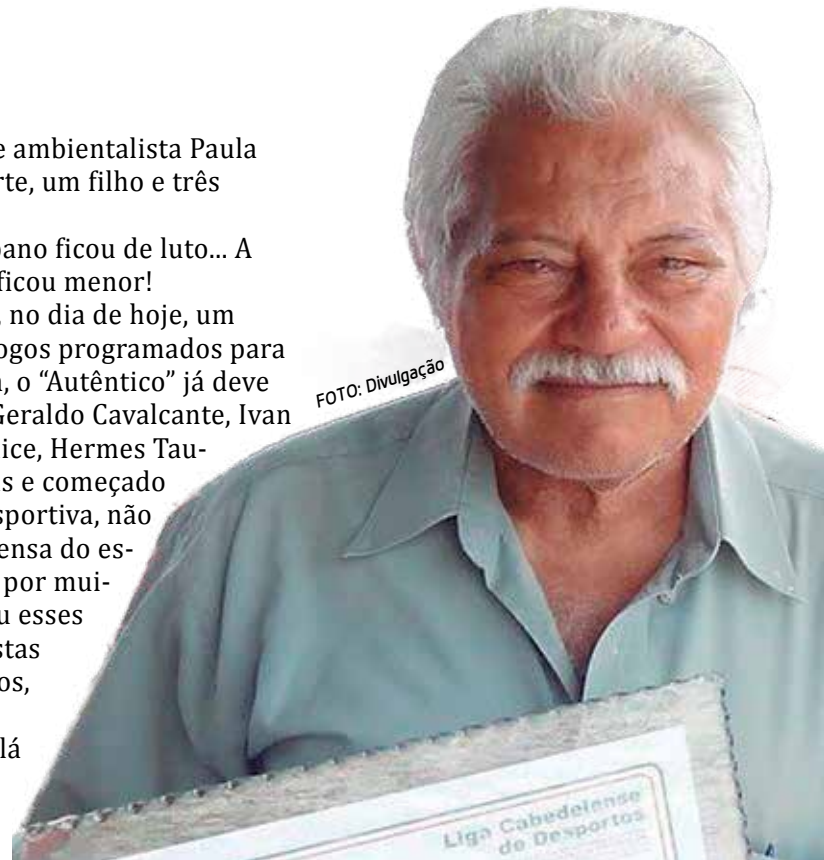 e ambientalista Paula
rte, um filho e três
ano ficou de luto... A
ficou menor!
, no dia de hoje, um
ogos programados para
, o “Autêntico” já deve
Geraldo Cavalcante, Ivan
ice, Hermes Tau-
s e começado
sportiva, não
ensa do es-
por mui-
u esses
stas
os,
lá
FOTO: Divulgação
Liga Cabedelense
de Desportos